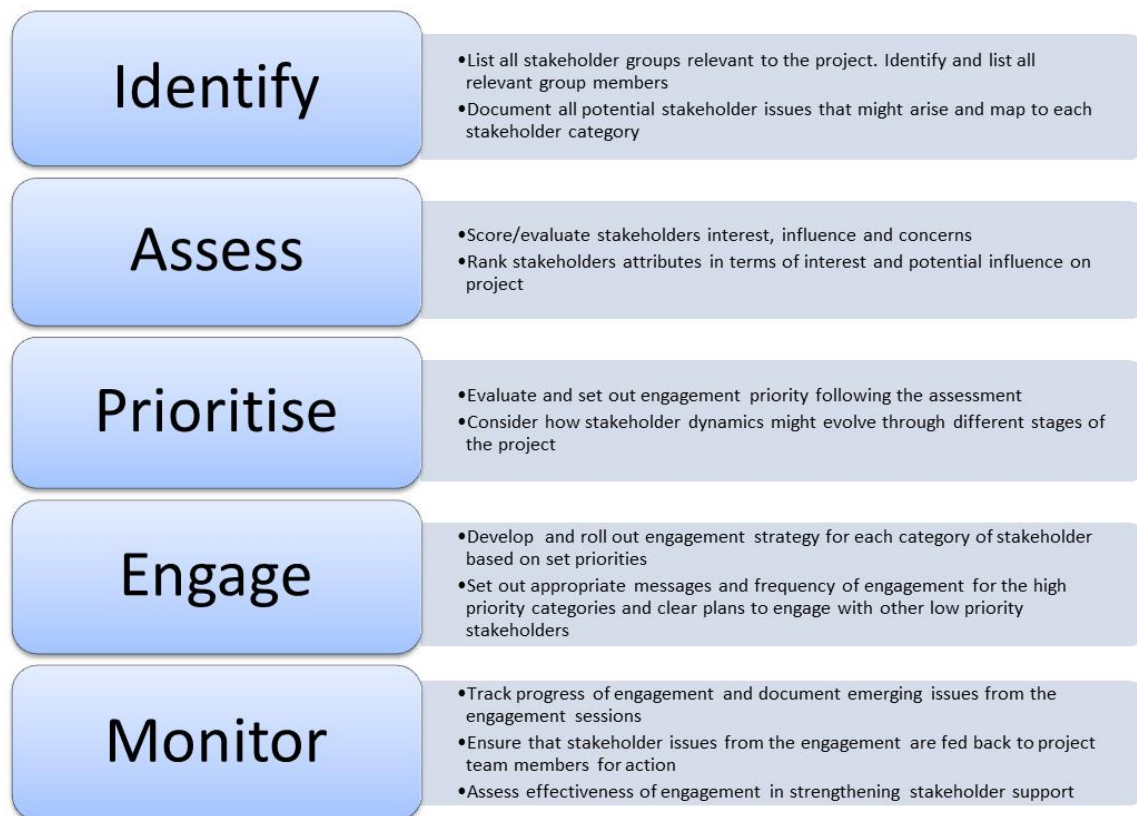 Identify
•List all stakeholder groups relevant to the project. Identify and list all
relevant group members
•Document all potential stakeholder issues that might arise and map to each
stakeholder category
Assess
•Score/evaluate stakeholders interest, influence and concerns
•Rank stakeholders attributes in terms of interest and potential influence on
project
Prioritise
•Evaluate and set out engagement priority following the assessment
•Consider how stakeholder dynamics might evolve through different stages of
the project
Engage
•Develop and roll out engagement strategy for each category of stakeholder
based on set priorities
•Set out appropriate messages and frequency of engagement for the high
priority categories and clear plans to engage with other low priority
stakeholders
Monitor
•Track progress of engagement and document emerging issues from the
engagement sessions
•Ensure that stakeholder issues from the engagement are fed back to project
team members for action
•Assess effectiveness of engagement in strengthening stakeholder support